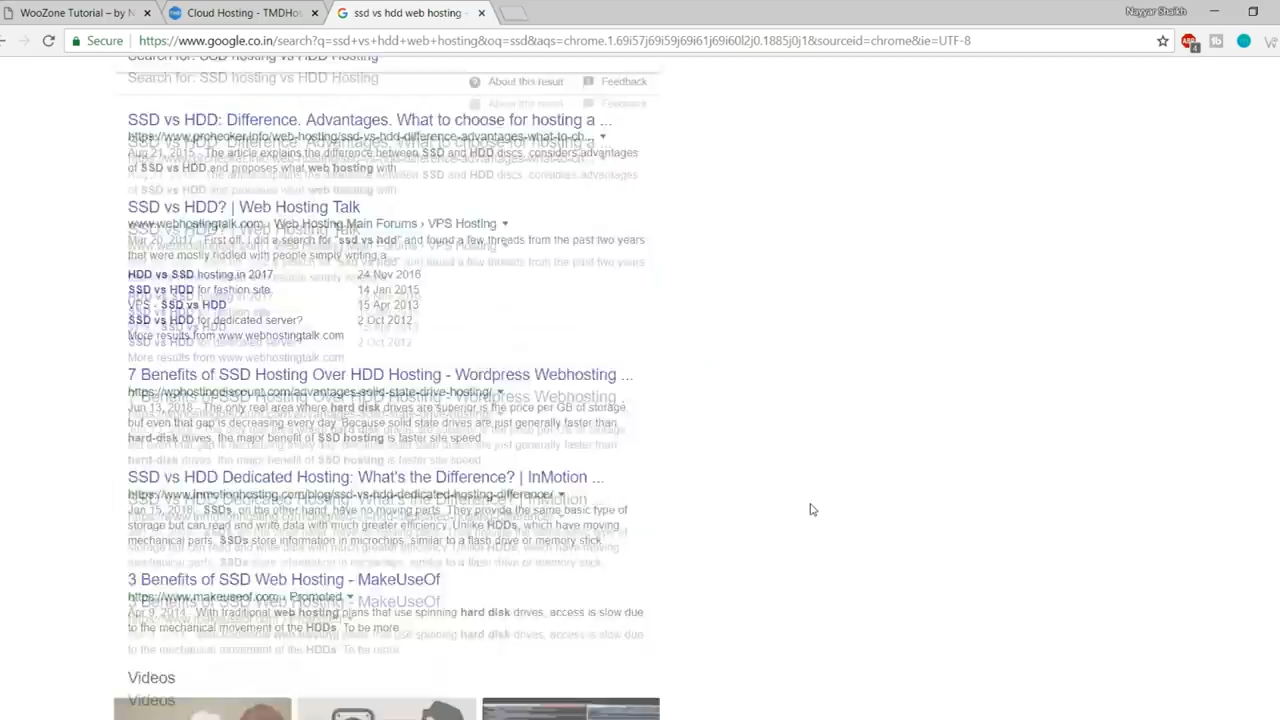 WooZone Tutorial – by N
Cloud Hosting - TMDHos
ssd vs hdd web hosting -
Nayyar Shaikh
Secure
https://www.google.co.in/search?q=ssd+vs+hdd+web+hosting&oq=ssd&aqs=chrome.1.69i57j69i59j69i61j69i60l2j0.1885j0j1&sourceid=chrome&ie=UTF-8
4
Search for: SSD hosting vs HDD Hosting
About this result
Feedback
SSD vs HDD: Difference. Advantages. What to choose for hosting a ...
https://www.prohoster.info/web-hosting/ssd-vs-hdd-difference-advantages-what-to-ch...
Aug 21, 2015 - The article explains the difference between SSD and HDD discs, considers advantages
of SSD vs HDD and proposes what web hosting with
SSD vs HDD? | Web Hosting Talk
www.webhostingtalk.com › Web Hosting Main Forums › VPS Hosting
Mar 20, 2017 - First off, I did a search for "ssd vs hdd" and found a few threads from the past two years
that were mostly riddled with people simply writing a
HDD vs SSD hosting in 2017 24 Nov 2016
SSD vs HDD for fashion site. 14 Jan 2015
VPS - SSD vs HDD 15 Apr 2013
SSD vs HDD for dedicated server? 2 Oct 2012
More results from www.webhostingtalk.com
7 Benefits of SSD Hosting Over HDD Hosting - Wordpress Webhosting ...
https://wphostingdiscount.com/advantages-solid-state-drive-hosting/
Jun 13, 2018 - The only real area where hard disk drives are superior is the price per GB of storage,
but even that gap is decreasing every day. Because solid state drives are just generally faster than
hard-disk drives, the major benefit of SSD hosting is faster site speed
SSD vs HDD Dedicated Hosting: What's the Difference? | InMotion ...
https://www.inmotionhosting.com/blog/ssd-vs-hdd-dedicated-hosting-difference/
Jan 15, 2018 - SSDs, on the other hand, have no moving parts. They provide the same basic type of
storage but can read and write data with much greater efficiency. Unlike HDDs, which have moving
mechanical parts, SSDs store information in microchips, similar to a flash drive or memory stick.
3 Benefits of SSD Web Hosting - MakeUseOf
https://www.makeuseof.com › Promoted
Apr 9, 2014 - With traditional web hosting plans that use spinning hard disk drives, access is slow due
to the mechanical movement of the HDDs. To be more
Videos